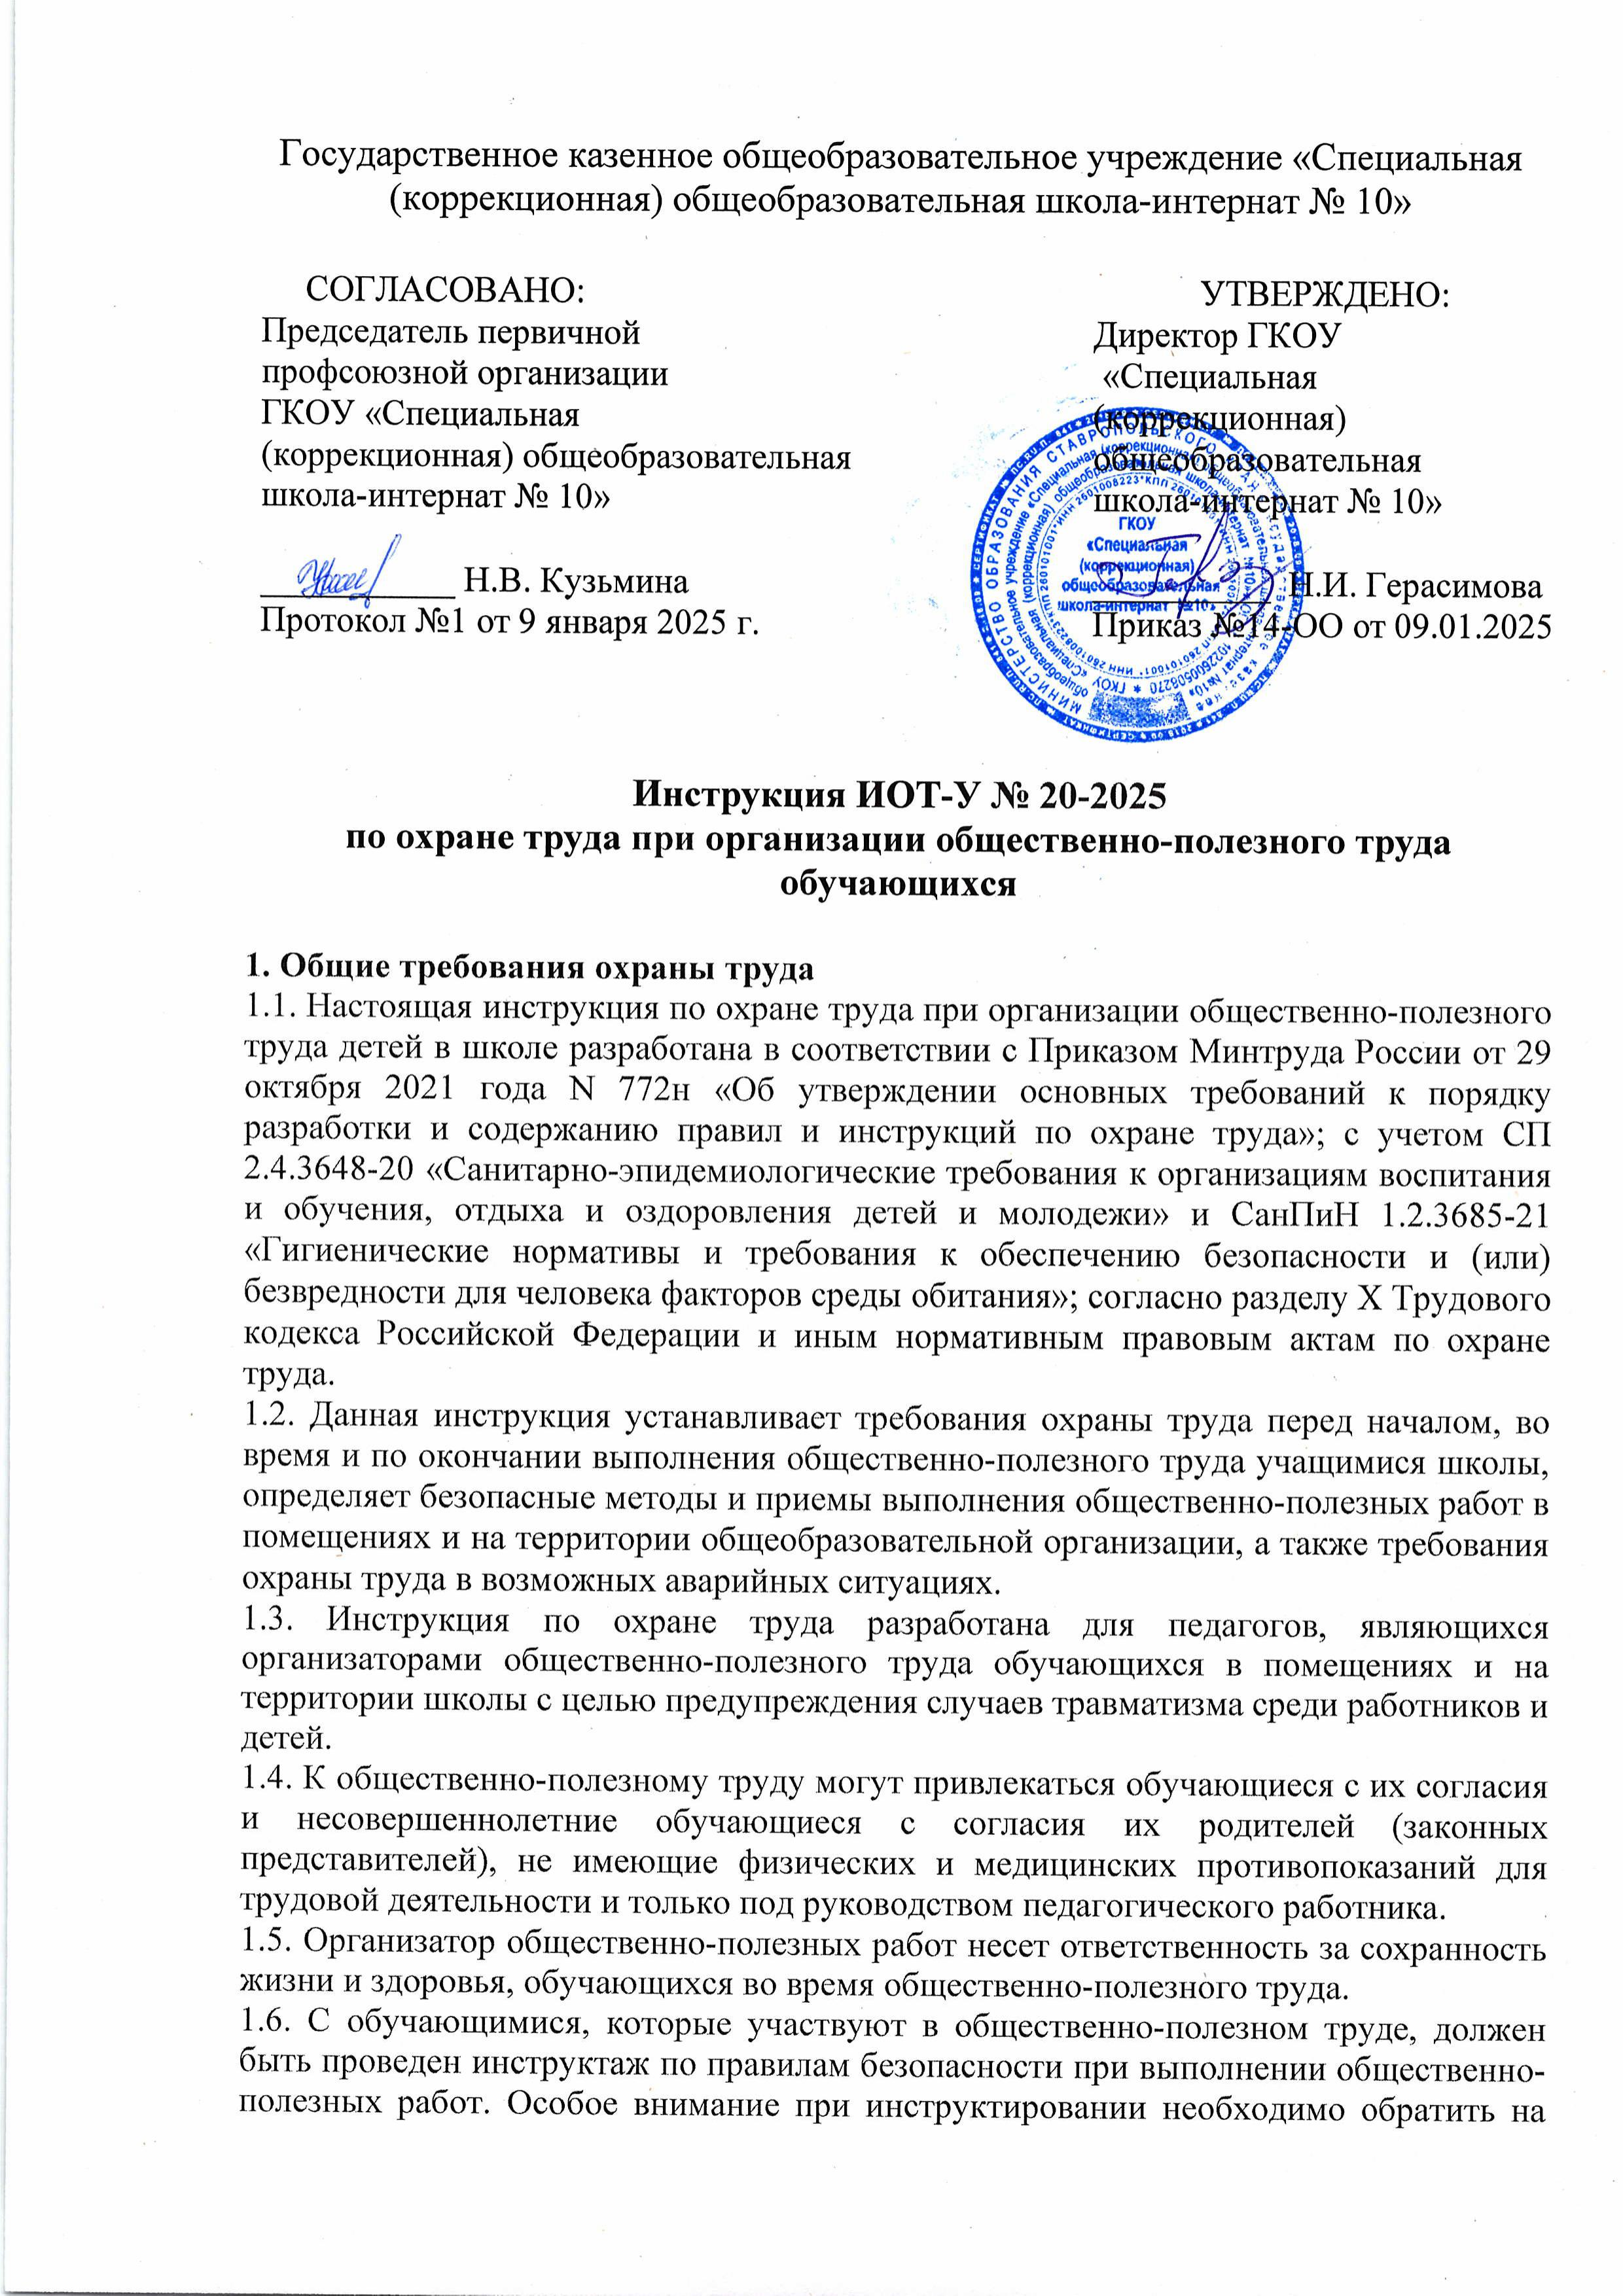 Государственное казенное общеобразовательное учреждение «Специальная
(коррекционная) общеобразовательная школа-интернат № 10»
СОГЛАСОВАНО:
Председатель первичной
профсоюзной организации
ГКОУ «Специальная
(коррекционная) общеобразовательная
школа-интернат № 10»
Н.В. Кузьмина
Протокол №1 от 9 января 2025 г.
УТВЕРЖДЕНО:
Директор ГКОУ
«Специальная
(коррекционная)
общеобразовательная
школа-интернат № 10»
Н.И. Герасимова
Приказ №14-ОО от 09.01.2025
ГКОУ
«Специальная
(коррекционная)
общеобразовательная
школа-интернат №10»
Инструкция ИОТ-У № 20-2025
по охране труда при организации общественно-полезного труда
обучающихся
1. Общие требования охраны труда
1.1. Настоящая инструкция по охране труда при организации общественно-полезного
труда детей в школе разработана в соответствии с Приказом Минтруда России от 29
октября 2021 года N 772н «Об утверждении основных требований к порядку
разработки и содержанию правил и инструкций по охране труда»; с учетом СП
2.4.3648-20 «Санитарно-эпидемиологические требования к организациям воспитания
и обучения, отдыха и оздоровления детей и молодежи» и СанПиН 1.2.3685-21
«Гигиенические нормативы и требования к обеспечению безопасности и (или)
безвредности для человека факторов среды обитания»; согласно разделу X Трудового
кодекса Российской Федерации и иным нормативным правовым актам по охране
труда.
1.2. Данная инструкция устанавливает требования охраны труда перед началом, во
время и по окончании выполнения общественно-полезного труда учащимися школы,
определяет безопасные методы и приемы выполнения общественно-полезных работ в
помещениях и на территории общеобразовательной организации, а также требования
охраны труда в возможных аварийных ситуациях.
1.3. Инструкция по охране труда разработана для педагогов, являющихся
организаторами общественно-полезного труда обучающихся в помещениях и на
территории школы с целью предупреждения случаев травматизма среди работников и
детей.
1.4. К общественно-полезному труду могут привлекаться обучающиеся с их согласия
и несовершеннолетние обучающиеся с согласия их родителей (законных
представителей), не имеющие физических и медицинских противопоказаний для
трудовой деятельности и только под руководством педагогического работника.
1.5. Организатор общественно-полезных работ несет ответственность за сохранность
жизни и здоровья, обучающихся во время общественно-полезного труда.
1.6. С обучающимися, которые участвуют в общественно-полезном труде, должен
быть проведен инструктаж по правилам безопасности при выполнении общественно-
полезных работ. Особое внимание при инструктировании необходимо обратить на